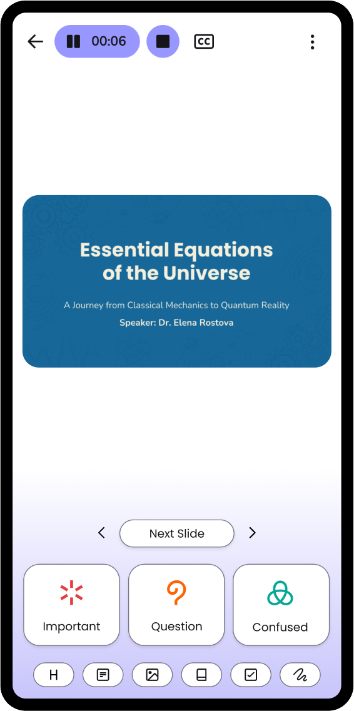 00:06
CC
Essential Equations
of the Universe
A Journey from Classical Mechanics to Quantum Reality
Speaker: Dr. Elena Rostova
Next Slide
Important
Question
Confused
H